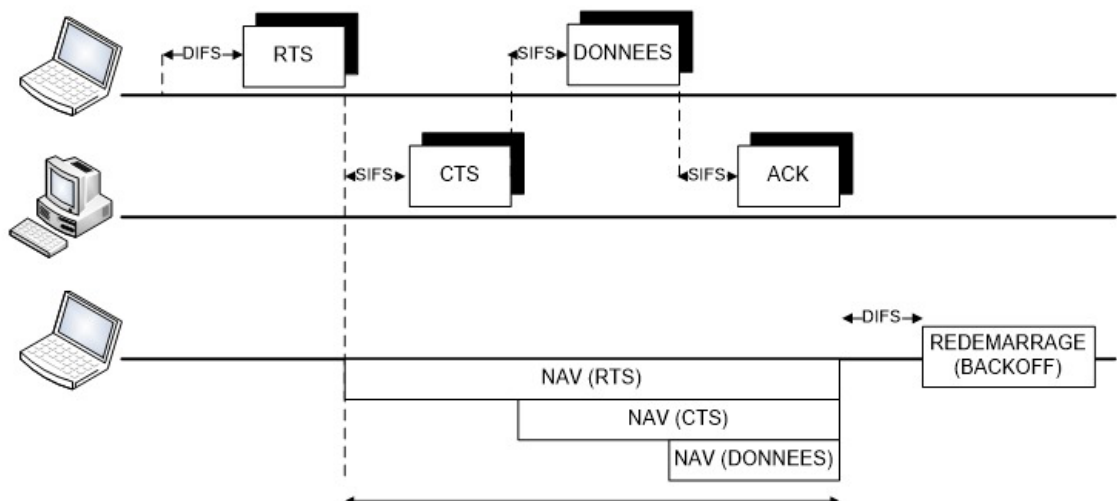 DIFS
RTS
SIFS
DONNEES
SIFS
CTS
SIFS
ACK
DIFS
REDEMARRAGE
(BACKOFF)
NAV (RTS)
NAV (CTS)
NAV (DONNEES)